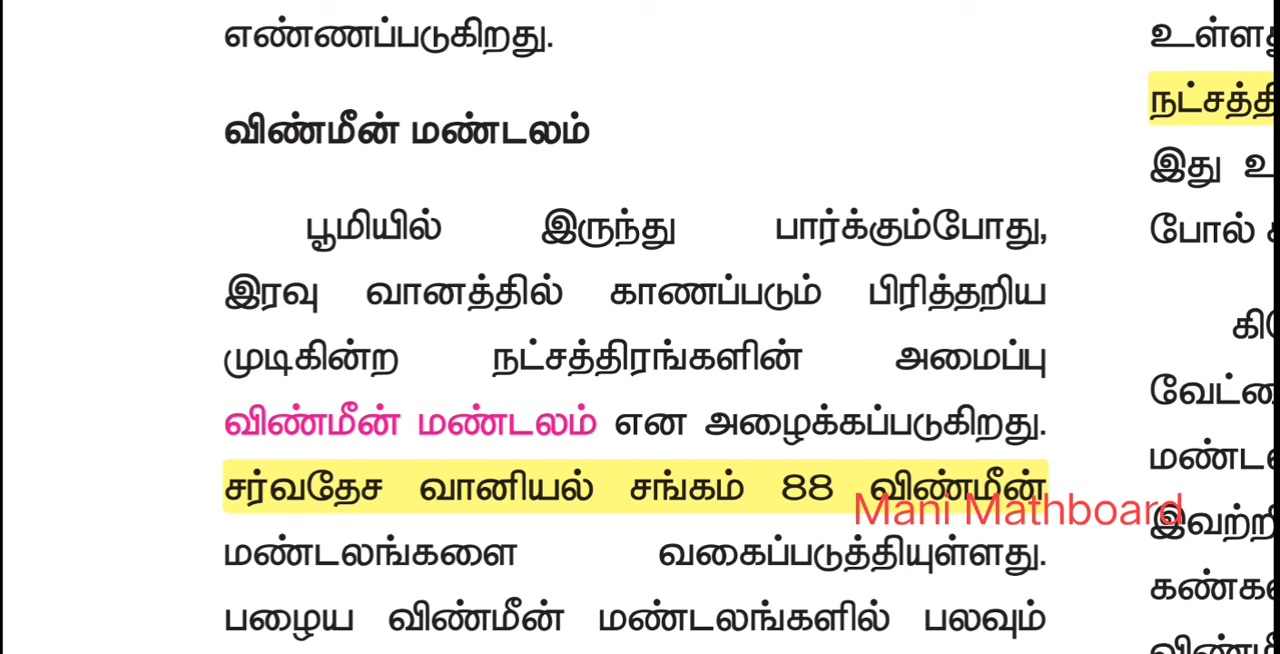 எண்ணப்படுகிறது.
விண்மீன் மண்டலம்
பூமியில் இருந்து பார்க்கும்போது,
இரவு வானத்தில் காணப்படும் பிரித்தறிய
முடிகின்ற நட்சத்திரங்களின் அமைப்பு
விண்மீன் மண்டலம் என அழைக்கப்படுகிறது.
சர்வதேச வானியல் சங்கம் 88 விண்மீன்
மண்டலங்களை வகைப்படுத்தியுள்ளது.
பழைய விண்மீன் மண்டலங்களில் பலவும்
இது
போல்
Mani Mathboard